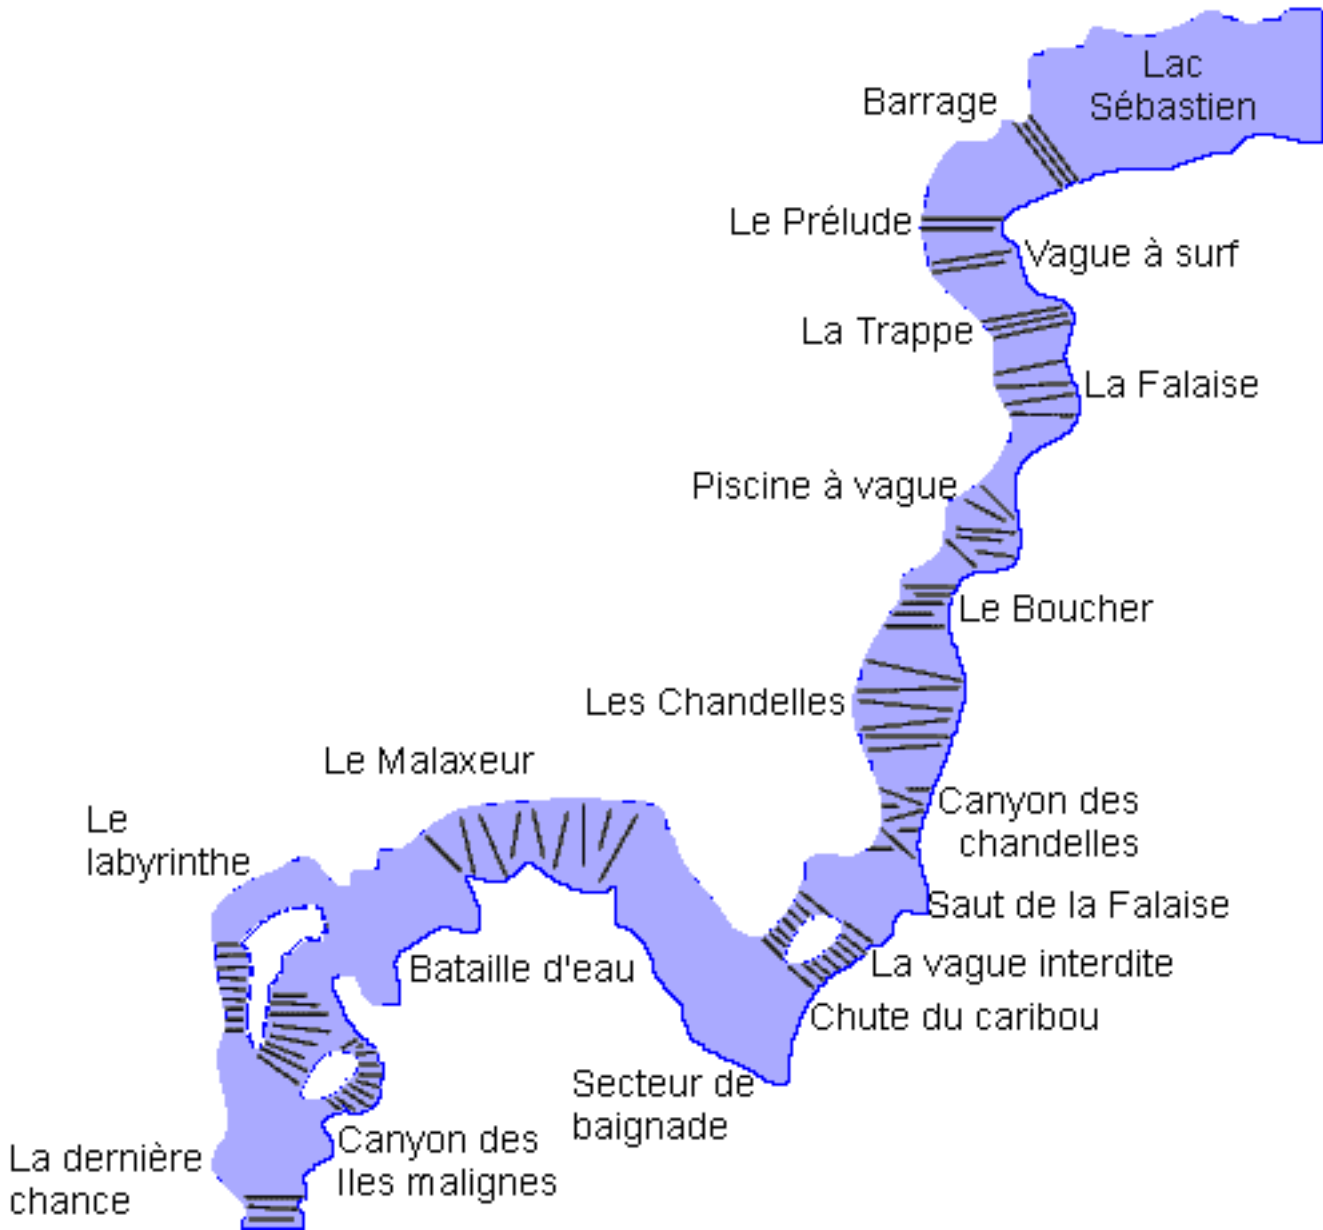 Lac
Sébastien
Barrage
Le Prélude
Vague à surf
La Trappe
La Falaise
Piscine à vague
Le Boucher
Les Chandelles
Le Malaxeur
Canyon des
chandelles
Le
labyrinthe
Saut de la Falaise
La vague interdite
Bataille d'eau
Chute du caribou
Secteur de
baignade
Canyon des
Iles malignes
La dernière
chance